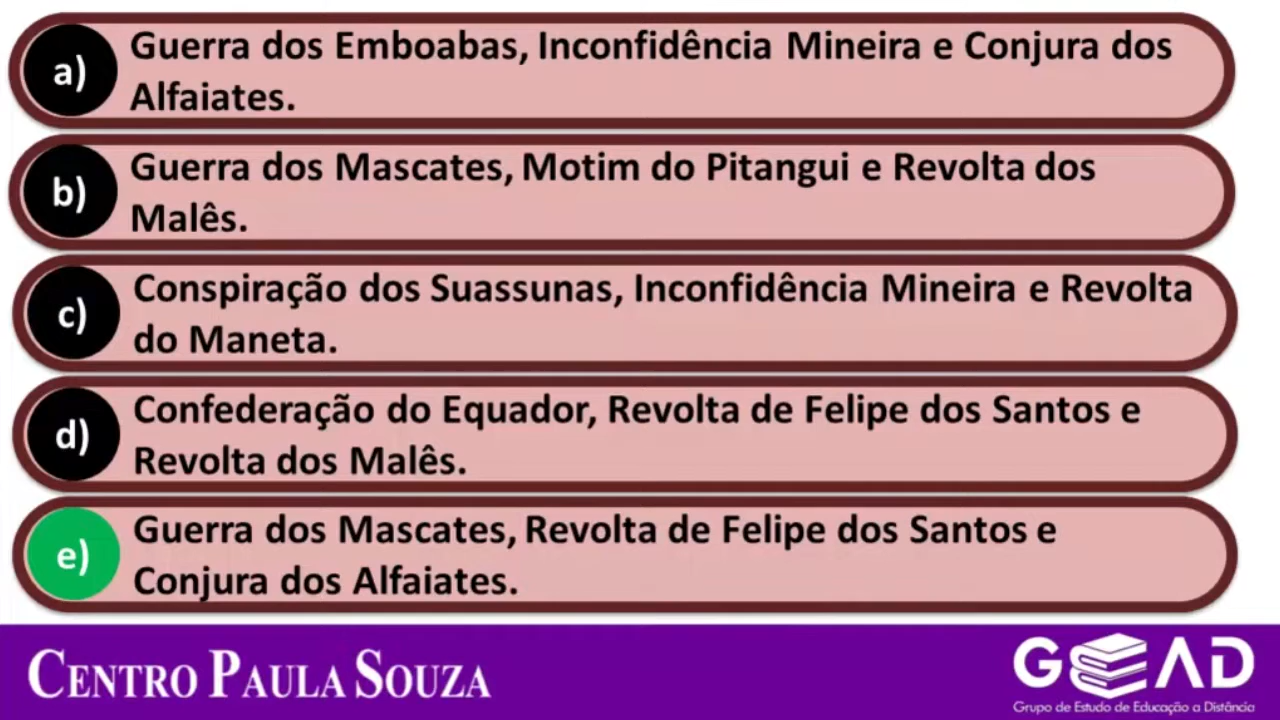 a) Guerra dos Emboabas, Inconfidência Mineira e Conjura dos
Alfaiates.
b) Guerra dos Mascates, Motim do Pitangui e Revolta dos
Malês.
c) Conspiração dos Suassunas, Inconfidência Mineira e Revolta
do Maneta.
d) Confederação do Equador, Revolta de Felipe dos Santos e
Revolta dos Malês.
e) Guerra dos Mascates, Revolta de Felipe dos Santos e
Conjura dos Alfaiates.
CENTRO PAULA SOUZA
GEAD
Grupo de Estudo de Educação a Distância